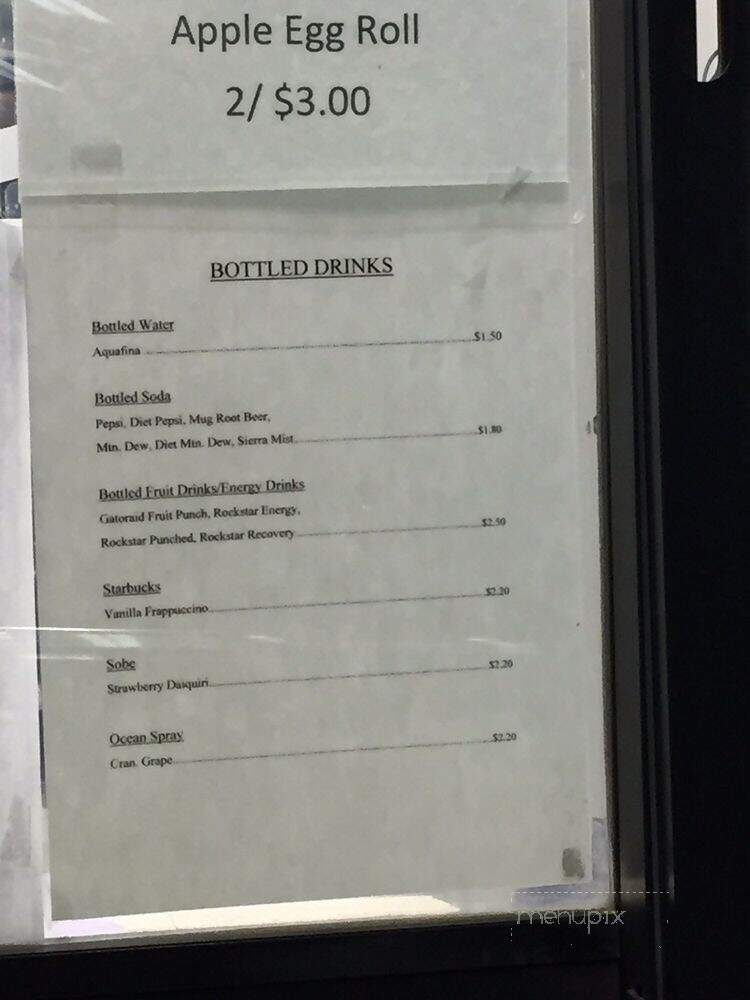 Apple Egg Roll
2/ $3.00
BOTTLED DRINKS
Bottled Water
Aquafina ........ $1.50
Bottled Soda
Pepsi, Diet Pepsi, Mug Root Beer,
Mtn. Dew, Diet Mtn. Dew, Sierra Mist ........ $1.80
Bottled Fruit Drinks/Energy Drinks
Gatoraid Fruit Punch, Rockstar Energy,
Rockstar Punched, Rockstar Recovery ........ $2.50
Starbucks
Vanilla Frappuccino ........ $2.20
Sobe
Strawberry Daiquiri ........ $2.20
Ocean Spray
Cran. Grape ........ $2.20
menupix